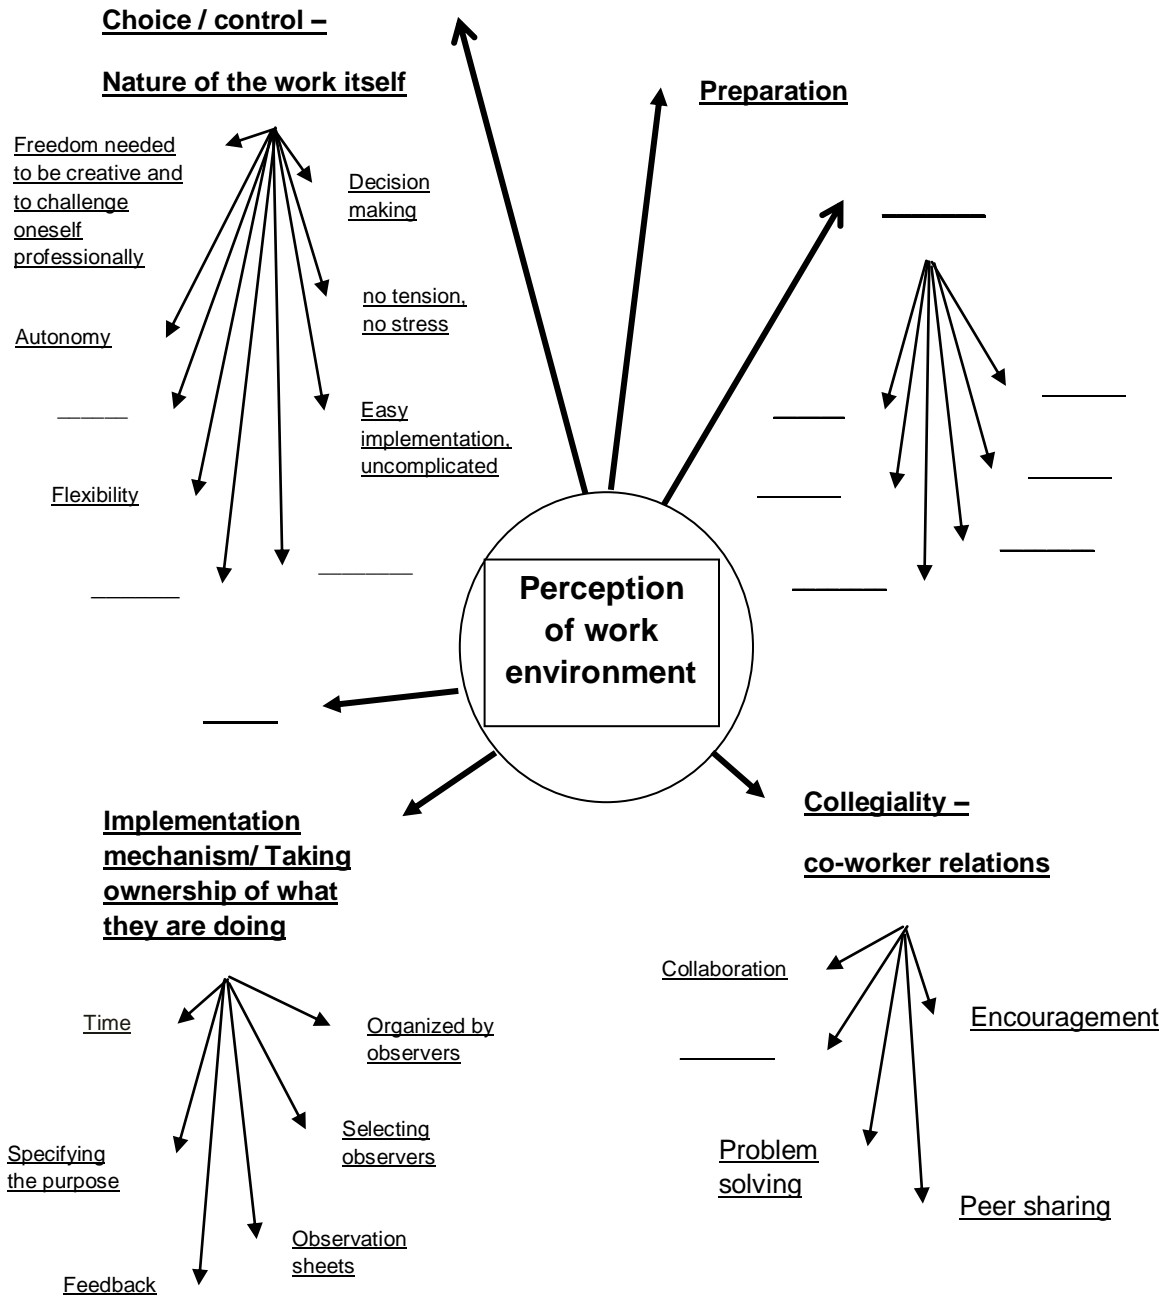 Choice / control –
Nature of the work itself
Freedom needed
to be creative and
to challenge
oneself
professionally
Decision
making
no tension,
no stress
Autonomy
Easy
implementation,
uncomplicated
Flexibility
Preparation
Perception
of work
environment
Implementation
mechanism/ Taking
ownership of what
they are doing
Time
Organized by
observers
Specifying
the purpose
Selecting
observers
Observation
sheets
Feedback
Collegiality –
co-worker relations
Collaboration
Encouragement
Problem
solving
Peer sharing